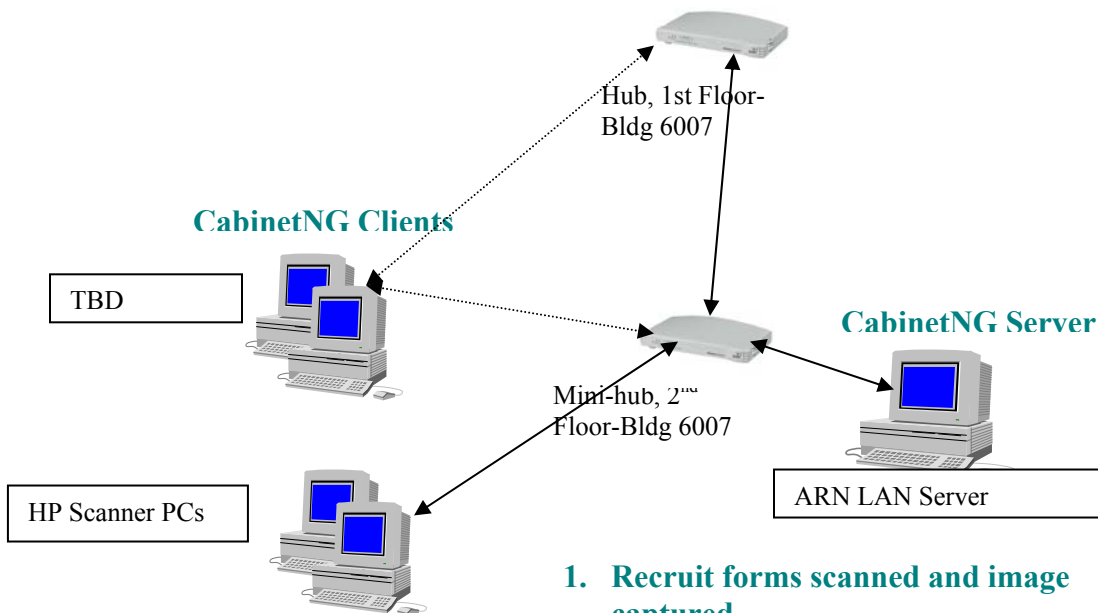 Hub, 1st Floor-
Bldg 6007
CabinetNG Clients
TBD
CabinetNG Server
Mini-hub, 2nd
Floor-Bldg 6007
HP Scanner PCs
ARN LAN Server
1. Recruit forms scanned and image
captured